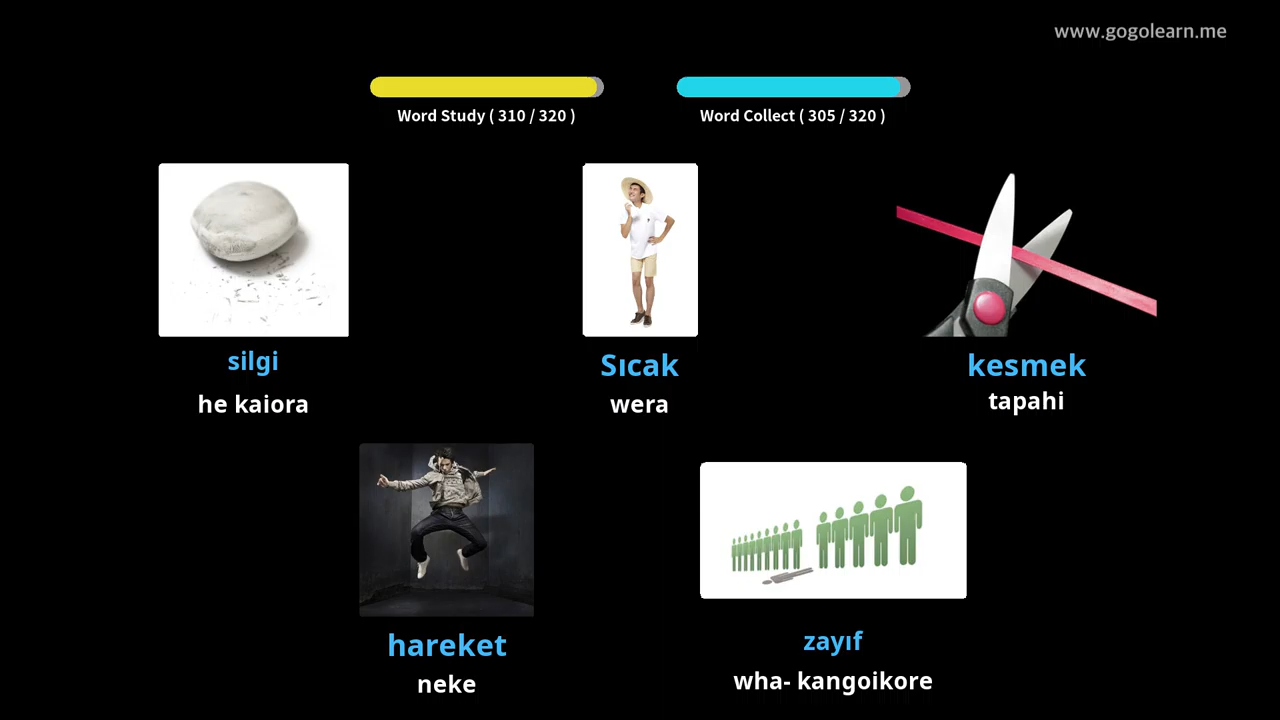 www.gogolearn.me
Word Study ( 310 / 320 )
Word Collect ( 305 / 320 )
silgi
he kaiora
Sıcak
wera
kesmek
tapahi
hareket
neke
zayıf
wha- kangoikore